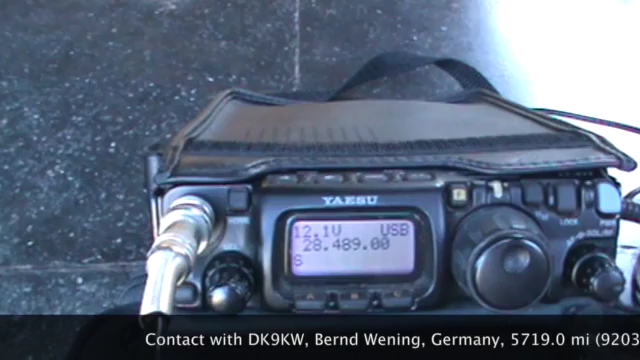 YAESU
12.1V USB
28.489.00
S
A B C
LOCK
Contact with DK9KW, Bernd Wening, Germany, 5719.0 mi (9203